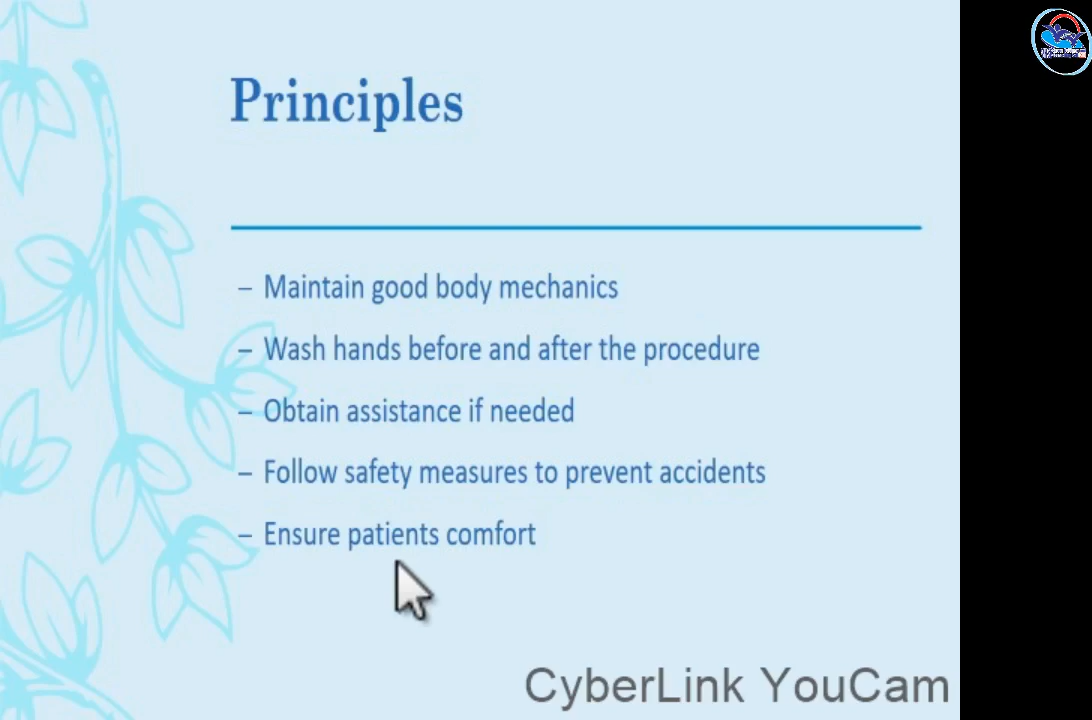 Principles
– Maintain good body mechanics
– Wash hands before and after the procedure
– Obtain assistance if needed
– Follow safety measures to prevent accidents
– Ensure patients comfort
CyberLink YouCam